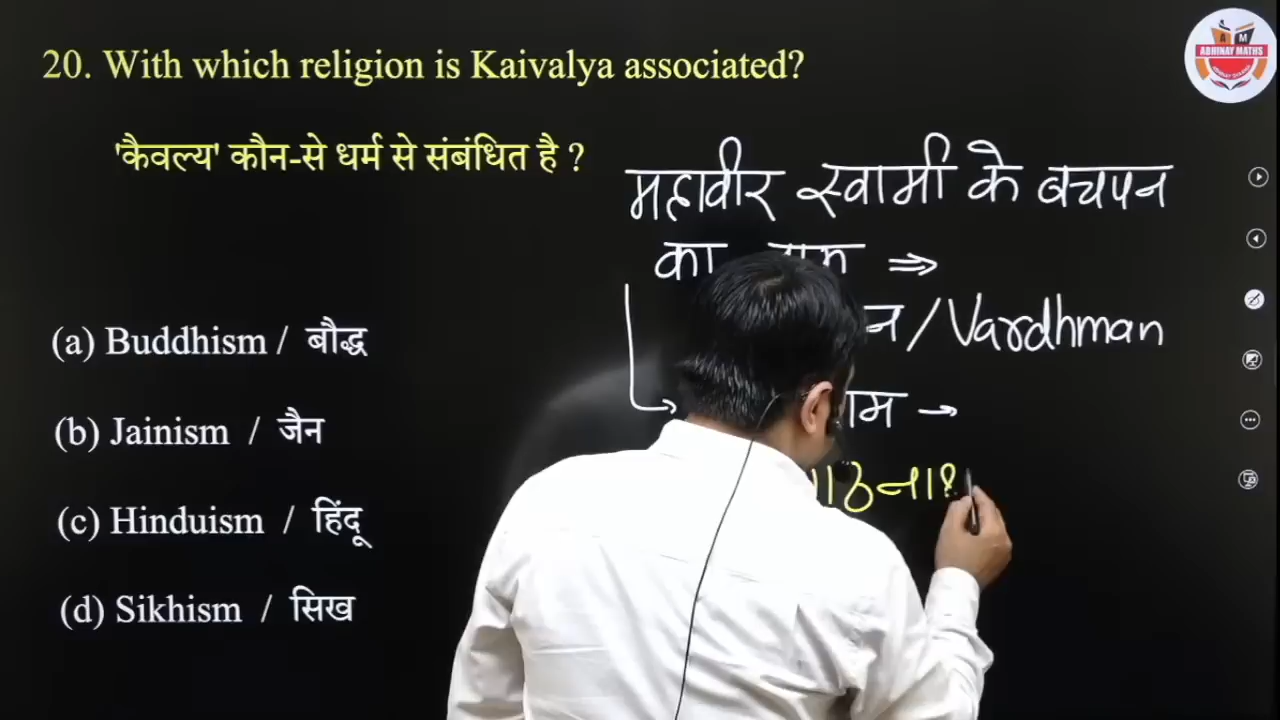 20. With which religion is Kaivalya associated?
'कैवल्य' कौन-से धर्म से संबंधित है ?
(a) Buddhism / बौद्ध
(b) Jainism / जैन
(c) Hinduism / हिंदू
(d) Sikhism / सिख
महावीर स्वामी के बचपन
का ⇒
न / Vardhman
→
A M
ABHINAY MATHS